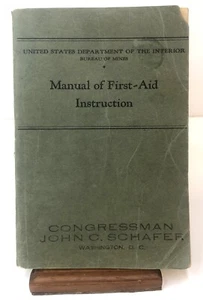 UNITED STATES DEPARTMENT OF THE INTERIOR
BUREAU OF MINES
Manual of First-Aid
Instruction
CONGRESSMAN
JOHN C. SCHAFER
WASHINGTON, D. C.